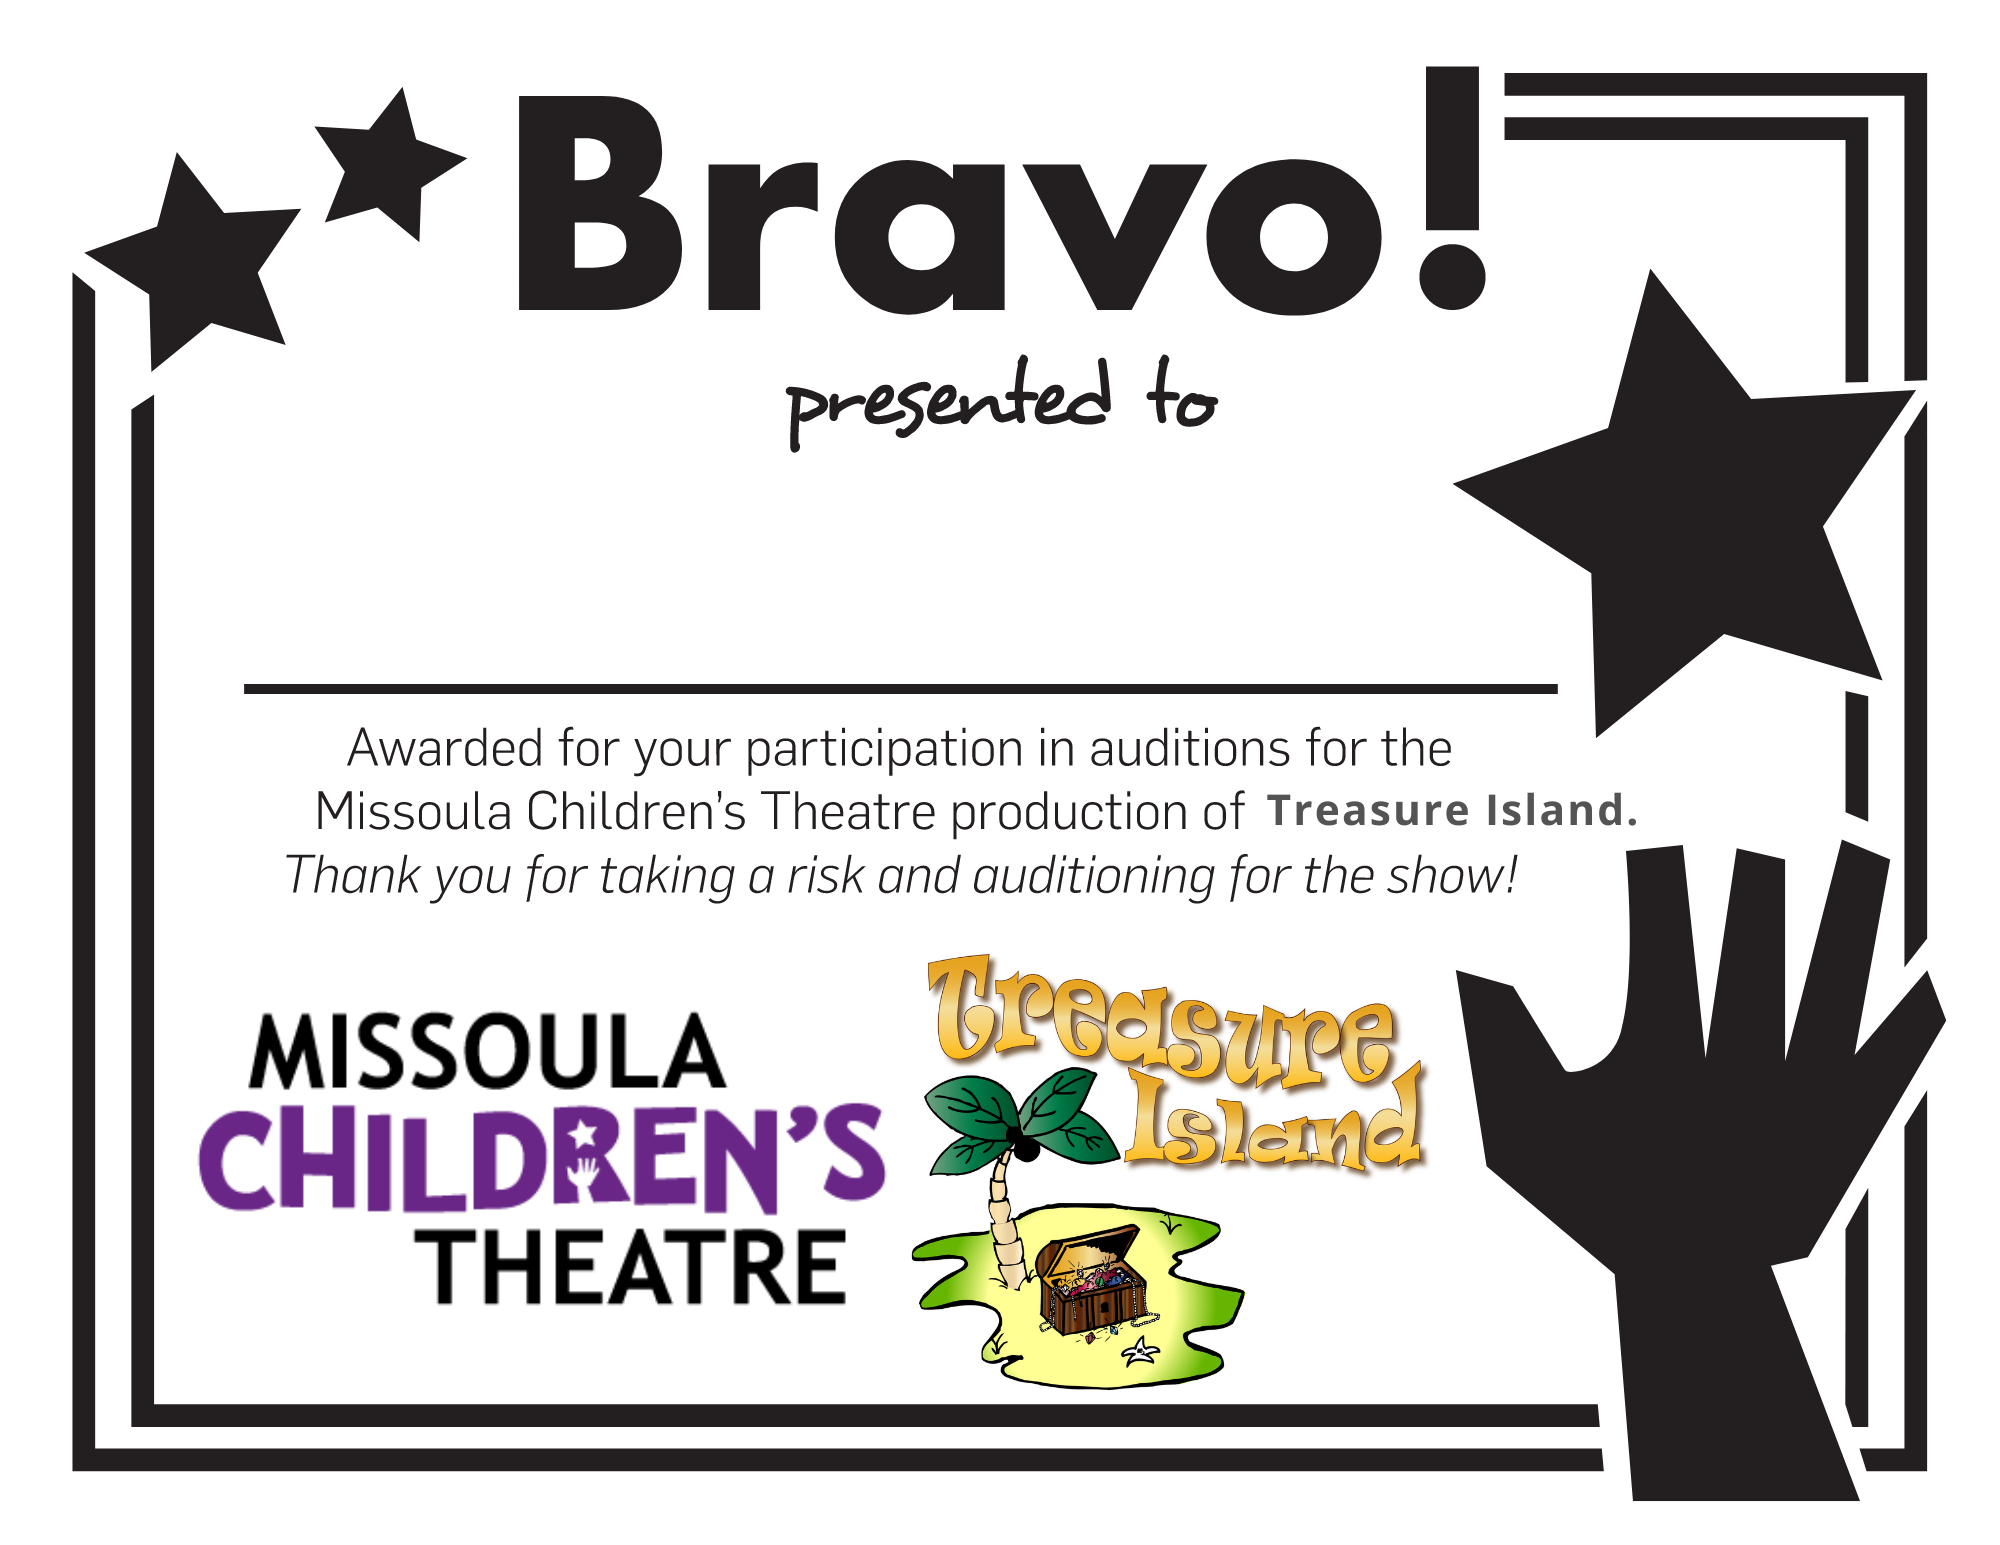 Bravo!
presented to
Awarded for your participation in auditions for the
Missoula Children’s Theatre production of Treasure Island.
Thank you for taking a risk and auditioning for the show!
MISSOULA
CHILDREN’S
THEATRE
Treasure
Island